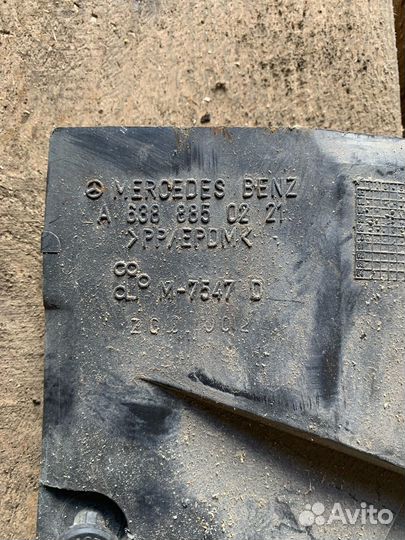 MERCEDES BENZ
A 638 885 02 21
>PP/EPDM<
M-7547 D
Avito